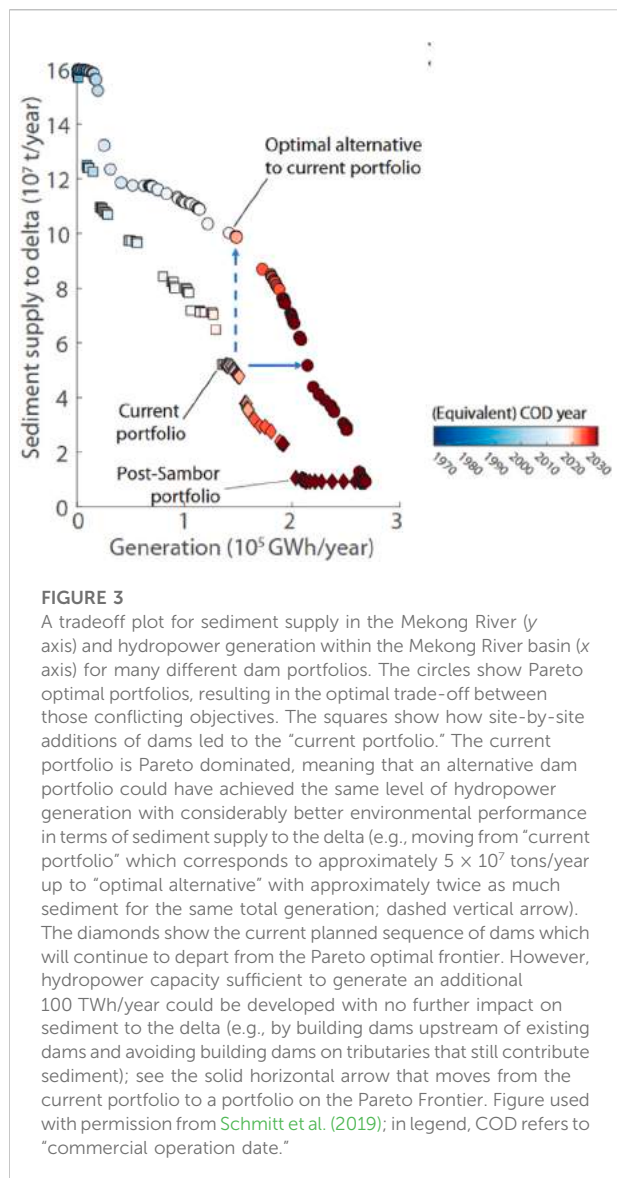 Sediment supply to delta (10⁷ t/year)
16
14
12
10
8
6
4
2
0
0
1
2
3
Generation (10⁵ GWh/year)
Optimal alternative
to current portfolio
Current
portfolio
Post-Sambor
portfolio
(Equivalent) COD year
1970
1980
1990
2000
2010
2020
2030
FIGURE 3
A tradeoff plot for sediment supply in the Mekong River (y
axis) and hydropower generation within the Mekong River basin (x
axis) for many different dam portfolios. The circles show Pareto
optimal portfolios, resulting in the optimal trade-off between
those conflicting objectives. The squares show how site-by-site
additions of dams led to the "current portfolio." The current
portfolio is Pareto dominated, meaning that an alternative dam
portfolio could have achieved the same level of hydropower
generation with considerably better environmental performance
in terms of sediment supply to the delta (e.g., moving from "current
portfolio" which corresponds to approximately 5 × 10⁷ tons/year
up to "optimal alternative" with approximately twice as much
sediment for the same total generation; dashed vertical arrow).
The diamonds show the current planned sequence of dams which
will continue to depart from the Pareto optimal frontier. However,
hydropower capacity sufficient to generate an additional
100 TWh/year could be developed with no further impact on
sediment to the delta (e.g., by building dams upstream of existing
dams and avoiding building dams on tributaries that still contribute
sediment); see the solid horizontal arrow that moves from the
current portfolio to a portfolio on the Pareto Frontier. Figure used
with permission from Schmitt et al. (2019); in legend, COD refers to
"commercial operation date."